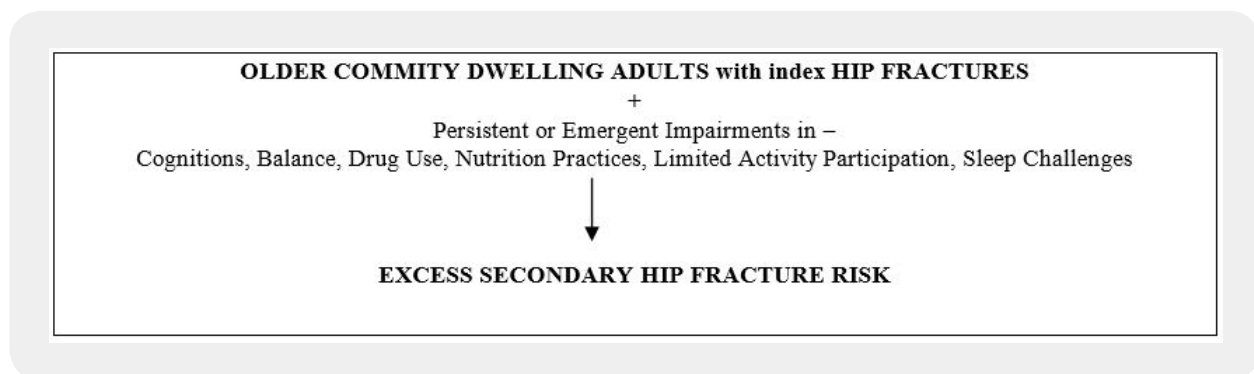 OLDER COMMITY DWELLING ADULTS with index HIP FRACTURES
+
Persistent or Emergent Impairments in –
Cognitions, Balance, Drug Use, Nutrition Practices, Limited Activity Participation, Sleep Challenges
EXCESS SECONDARY HIP FRACTURE RISK